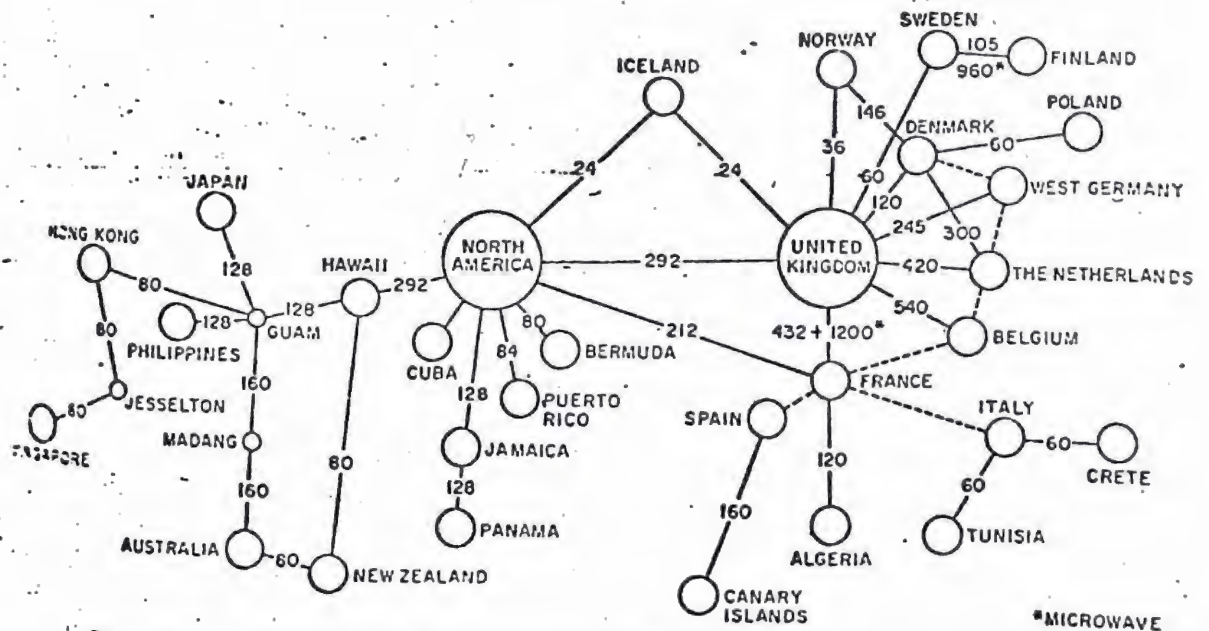 SWEDEN
NORWAY
105
960*
FINLAND
ICELAND
POLAND
146
DENMARK
60
36
60
24
24
120
WEST GERMANY
JAPAN
245
300
HONG KONG
NORTH
AMERICA
UNITED
KINGDOM
HAWAII
292
292
420
THE NETHERLANDS
128
80
128
128
GUAM
PHILIPPINES
540
80
BERMUDA
212
432 + 1200*
BELGIUM
CUBA
84
80
160
128
PUERTO
RICO
FRANCE
JESSELTON
80
SPAIN
ITALY
MADANG
JAMAICA
60
CRETE
80
120
60
160
128
160
PANAMA
TUNISIA
AUSTRALIA
60
NEW ZEALAND
ALGERIA
CANARY
ISLANDS
*MICROWAVE